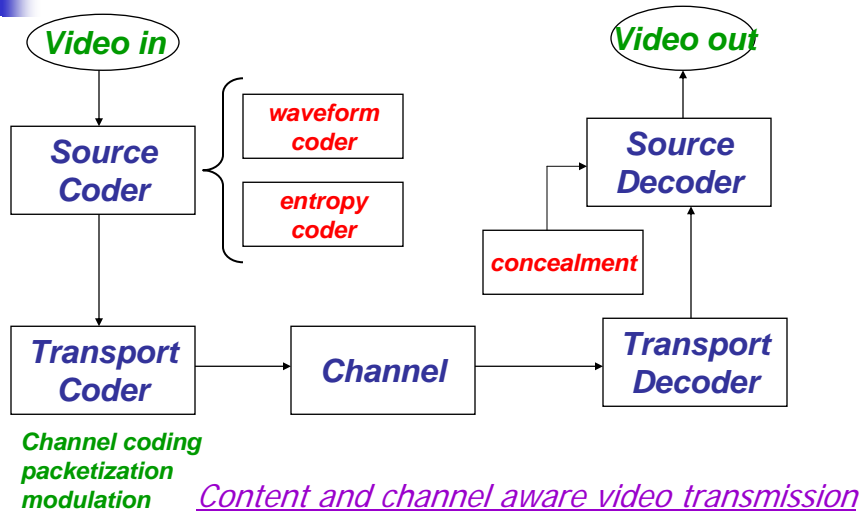 Video in
Video out
Source
Coder
waveform
coder
entropy
coder
Source
Decoder
concealment
Transport
Coder
Channel
Transport
Decoder
Channel coding
packetization
modulation
Content and channel aware video transmission